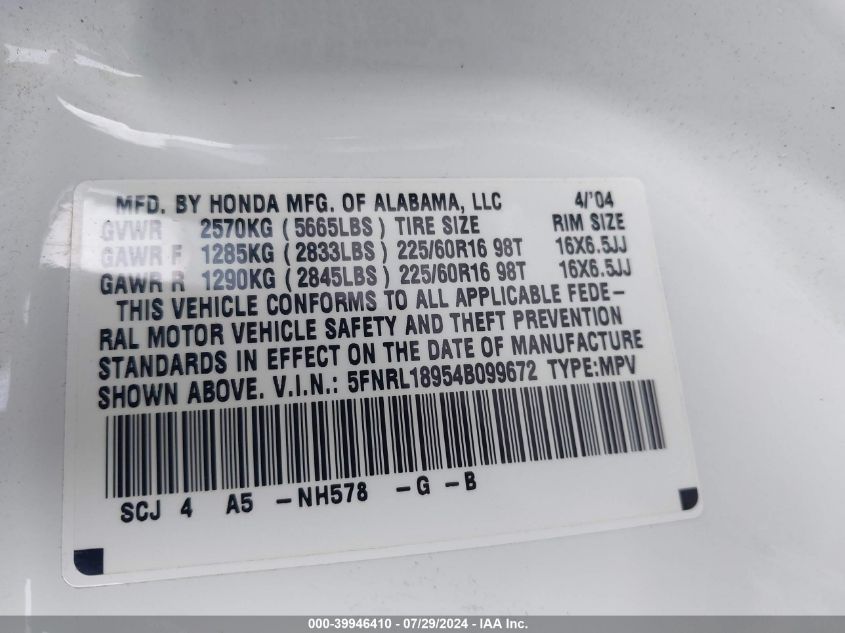 MFD. BY HONDA MFG. OF ALABAMA, LLC 4/'04
GVWR 2570KG (5665LBS) TIRE SIZE RIM SIZE
GAWR F 1285KG (2833LBS) 225/60R16 98T 16X6.5JJ
GAWR R 1290KG (2845LBS) 225/60R16 98T 16X6.5JJ
THIS VEHICLE CONFORMS TO ALL APPLICABLE FEDE-
RAL MOTOR VEHICLE SAFETY AND THEFT PREVENTION
STANDARDS IN EFFECT ON THE DATE OF MANUFACTURE
SHOWN ABOVE. V.I.N.: 5FNRL18954B099672 TYPE:MPV
SCJ 4 A5 -NH578 -G -B
000-39946410 - 07/29/2024 - IAA Inc.